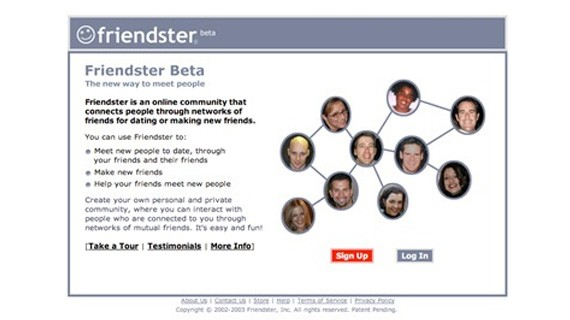 friendster beta
Friendster Beta
The new way to meet people
Friendster is an online community that
connects people through networks of
friends for dating or making new friends.
You can use Friendster to:
Meet new people to date, through
your friends and their friends
Make new friends
Help your friends meet new people
Create your own personal and private
community, where you can interact with
people who are connected to you through
networks of mutual friends. It's easy and fun!
[Take a Tour | Testimonials | More Info]
Sign Up Log In
About Us | Contact Us | Store | Help | Terms of Service | Privacy Policy
Copyright © 2002-2003 Friendster, Inc. All rights reserved. Patent Pending.